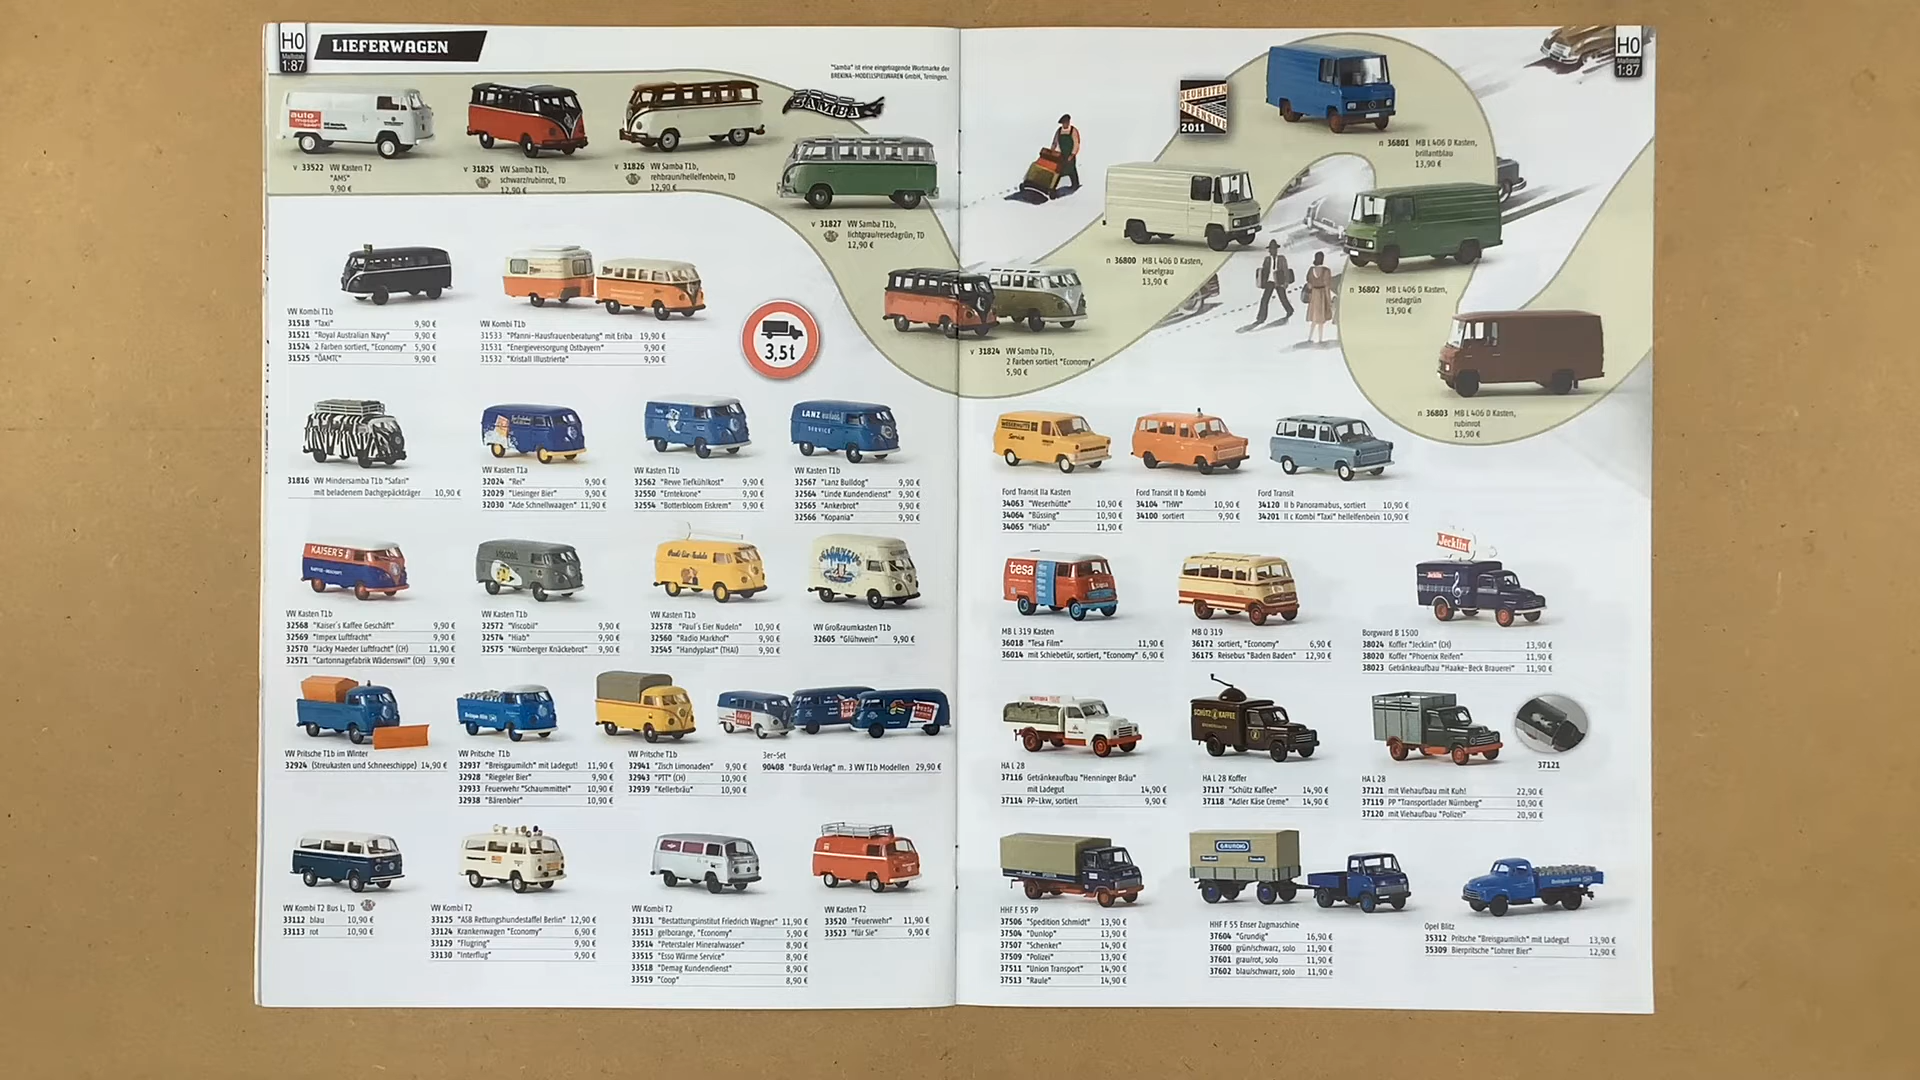 H0
Maßstab
1:87
LIEFERWAGEN
"Samba" ist eine eingetragende Wortmarke der
BREKINA-MODELLSPIELWAREN GmbH, Teningen.
SAMBA
v 33522 VW Kasten T2
"AMS"
9,90 €
v 31825 VW Samba T1b,
schwarz/rubinrot, TD
12,90 €
v 31826 VW Samba T1b,
rehbraun/hellelfenbein, TD
12,90 €
v 31827 VW Samba T1b,
lichtgrau/resedagrün, TD
12,90 €
VW Kombi T1b
31518 "Taxi" 9,90 €
31521 "Royal Australian Navy" 9,90 €
31524 2 Farben sortiert, "Economy" 5,90 €
31525 "ÖAMTC" 9,90 €
VW Kombi T1b
31533 "Pfanni-Hausfrauenberatung" mit Eriba 19,90 €
31531 "Energieversorgung Ostbayern" 9,90 €
31532 "Kristall Illustrierte" 9,90 €
3,5t
v 31824 VW Samba T1b,
2 Farben sortiert "Economy"
5,90 €
31816 VW Mindersamba T1b "Safari"
mit beladenem Dachgepäckträger 10,90 €
VW Kasten T1a
32024 "Rei" 9,90 €
32029 "Liesinger Bier" 9,90 €
32030 "Ade Schnellwaagen" 11,90 €
VW Kasten T1b
32562 "Rewe Tiefkühlkost" 9,90 €
32550 "Erntekrone" 9,90 €
32554 "Botterbloom Eiskrem" 9,90 €
LANZ
SERVICE
VW Kasten T1b
32567 "Lanz Bulldog" 9,90 €
32564 "Linde Kundendienst" 9,90 €
32565 "Ankerbrot" 9,90 €
32566 "Kopania" 9,90 €
KAISER'S
VW Kasten T1b
32568 "Kaiser's Kaffee Geschäft" 9,90 €
32569 "Impex Luftfracht" 9,90 €
32570 "Jacky Maeder Luftfracht" (CH) 11,90 €
32571 "Cartonnagefabrik Wädenswil" (CH) 9,90 €
VISCOBIL
VW Kasten T1b
32572 "Viscobil" 9,90 €
32574 "Hiab" 9,90 €
32575 "Nürnberger Knäckebrot" 9,90 €
VW Kasten T1b
32578 "Paul's Eier Nudeln" 10,90 €
32560 "Radio Markhof" 9,90 €
32545 "Handyplast" (THAI) 9,90 €
VW Großraumkasten T1b
32605 "Glühwein" 9,90 €
VW Pritsche T1b im Winter
32924 (Streukasten und Schneeschippe) 14,90 €
VW Pritsche T1b
32937 "Breisgaumilch" mit Ladegut! 11,90 €
32928 "Riegeler Bier" 9,90 €
32933 Feuerwehr "Schaummittel" 10,90 €
32938 "Bärenbier" 10,90 €
VW Pritsche T1b
32941 "Zisch Limonaden" 9,90 €
32943 "PTT" (CH) 10,90 €
32939 "Kellerbräu" 10,90 €
3er-Set
90408 "Burda Verlag" m. 3 VW T1b Modellen 29,90 €
VW Kombi T2 Bus L, TD
33112 blau 10,90 €
33113 rot 10,90 €
VW Kombi T2
33125 "ASB Rettungshundestaffel Berlin" 12,90 €
33124 Krankenwagen "Economy" 6,90 €
33129 "Flugring" 9,90 €
33130 "Interflug" 9,90 €
VW Kombi T2
33131 "Bestattungsinstitut Friedrich Wagner" 11,90 €
33513 gelborange, "Economy" 5,90 €
33514 "Peterstaler Mineralwasser" 8,90 €
33515 "Esso Wärme Service" 8,90 €
33518 "Demag Kundendienst" 8,90 €
33519 "Coop" 8,90 €
VW Kasten T2
33520 "Feuerwehr" 11,90 €
33523 "für Sie" 9,90 €
H0
Maßstab
1:87
NEUHEITEN
OFFENSIVE
2011
n 36801 MB L 406 D Kasten,
brillantblau
13,90 €
n 36800 MB L 406 D Kasten,
kieselgrau
13,90 €
n 36802 MB L 406 D Kasten,
resedagrün
13,90 €
n 36803 MB L 406 D Kasten,
rubinrot
13,90 €
Ford Transit IIa Kasten
34063 "Weserhütte" 10,90 €
34064 "Büssing" 10,90 €
34065 "Hiab" 11,90 €
Ford Transit II b Kombi
34104 "THW" 10,90 €
34100 sortiert 9,90 €
Ford Transit
34120 II b Panoramabus, sortiert 10,90 €
34201 II c Kombi "Taxi" hellelfenbein 10,90 €
tesa
MB L 319 Kasten
36018 "Tesa Film" 11,90 €
36014 mit Schiebetür, sortiert, "Economy" 6,90 €
MB O 319
36172 sortiert, "Economy" 6,90 €
36175 Reisebus "Baden Baden" 12,90 €
Jecklin
Borgward B 1500
38024 Koffer "Jecklin" (CH) 13,90 €
38020 Koffer "Phoenix Reifen" 11,90 €
38023 Getränkeaufbau "Haake-Beck Brauerei" 11,90 €
HA L 28
37116 Getränkeaufbau "Henninger Bräu"
mit Ladegut 14,90 €
37114 PP-Lkw, sortiert 9,90 €
SCHÜTZ KAFFEE
HA L 28 Koffer
37117 "Schütz Kaffee" 14,90 €
37118 "Adler Käse Creme" 14,90 €
37121
HA L 28
37121 mit Viehaufbau mit Kuh! 22,90 €
37119 PP "Transportlader Nürnberg" 10,90 €
37120 mit Viehaufbau "Polizei" 20,90 €
HHF F 55 PP
37506 "Spedition Schmidt" 13,90 €
37504 "Dunlop" 13,90 €
37507 "Schenker" 14,90 €
37509 "Polizei" 13,90 €
37511 "Union Transport" 14,90 €
37513 "Raule" 14,90 €
GRUNDIG
HHF F 55 Enser Zugmaschine
37604 "Grundig" 16,90 €
37600 grün/schwarz, solo 11,90 €
37601 grau/rot, solo 11,90 €
37602 blau/schwarz, solo 11,90 e
Opel Blitz
35312 Pritsche "Breisgaumilch" mit Ladegut 13,90 €
35309 Bierpritsche "Lohrer Bier" 12,90 €